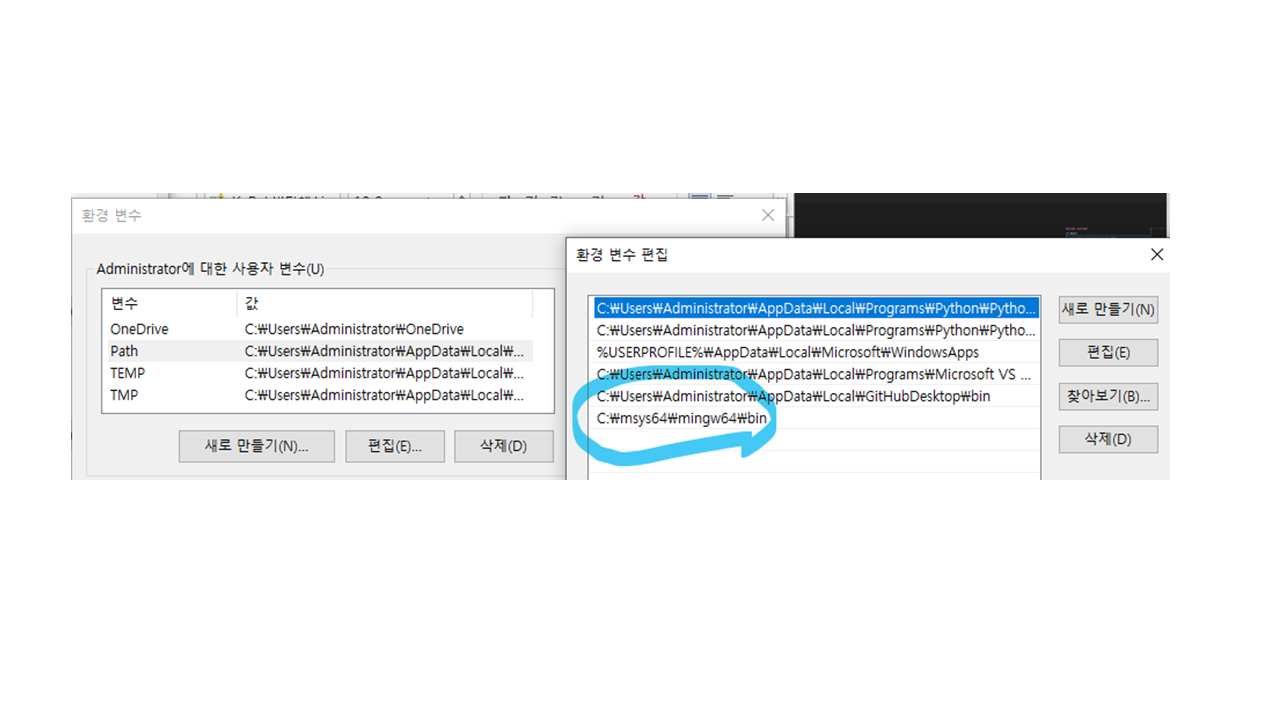 환경 변수
Administrator에 대한 사용자 변수(U)
변수 값
OneDrive C:₩Users₩Administrator₩OneDrive
Path C:₩Users₩Administrator₩AppData₩Local₩...
TEMP C:₩Users₩Administrator₩AppData₩Local₩...
TMP C:₩Users₩Administrator₩AppData₩Local₩...
새로 만들기(N)... 편집(E)... 삭제(D)
환경 변수 편집
C:₩Users₩Administrator₩AppData₩Local₩Programs₩Python₩Pytho...
C:₩Users₩Administrator₩AppData₩Local₩Programs₩Python₩Pytho...
%USERPROFILE%₩AppData₩Local₩Microsoft₩WindowsApps
C:₩Users₩Administrator₩AppData₩Local₩Programs₩Microsoft VS ...
C:₩Users₩Administrator₩AppData₩Local₩GitHubDesktop₩bin
C:₩msys64₩mingw64₩bin
새로 만들기(N)
편집(E)
찾아보기(B)...
삭제(D)